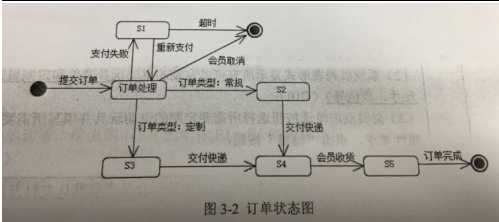 S1
超时
支付失败
重新支付
会员取消
提交订单
订单处理
订单类型：常规
S2
订单类型：定制
交付快递
S3
交付快递
S4
会员收货
S5
订单完成
图 3-2 订单状态图